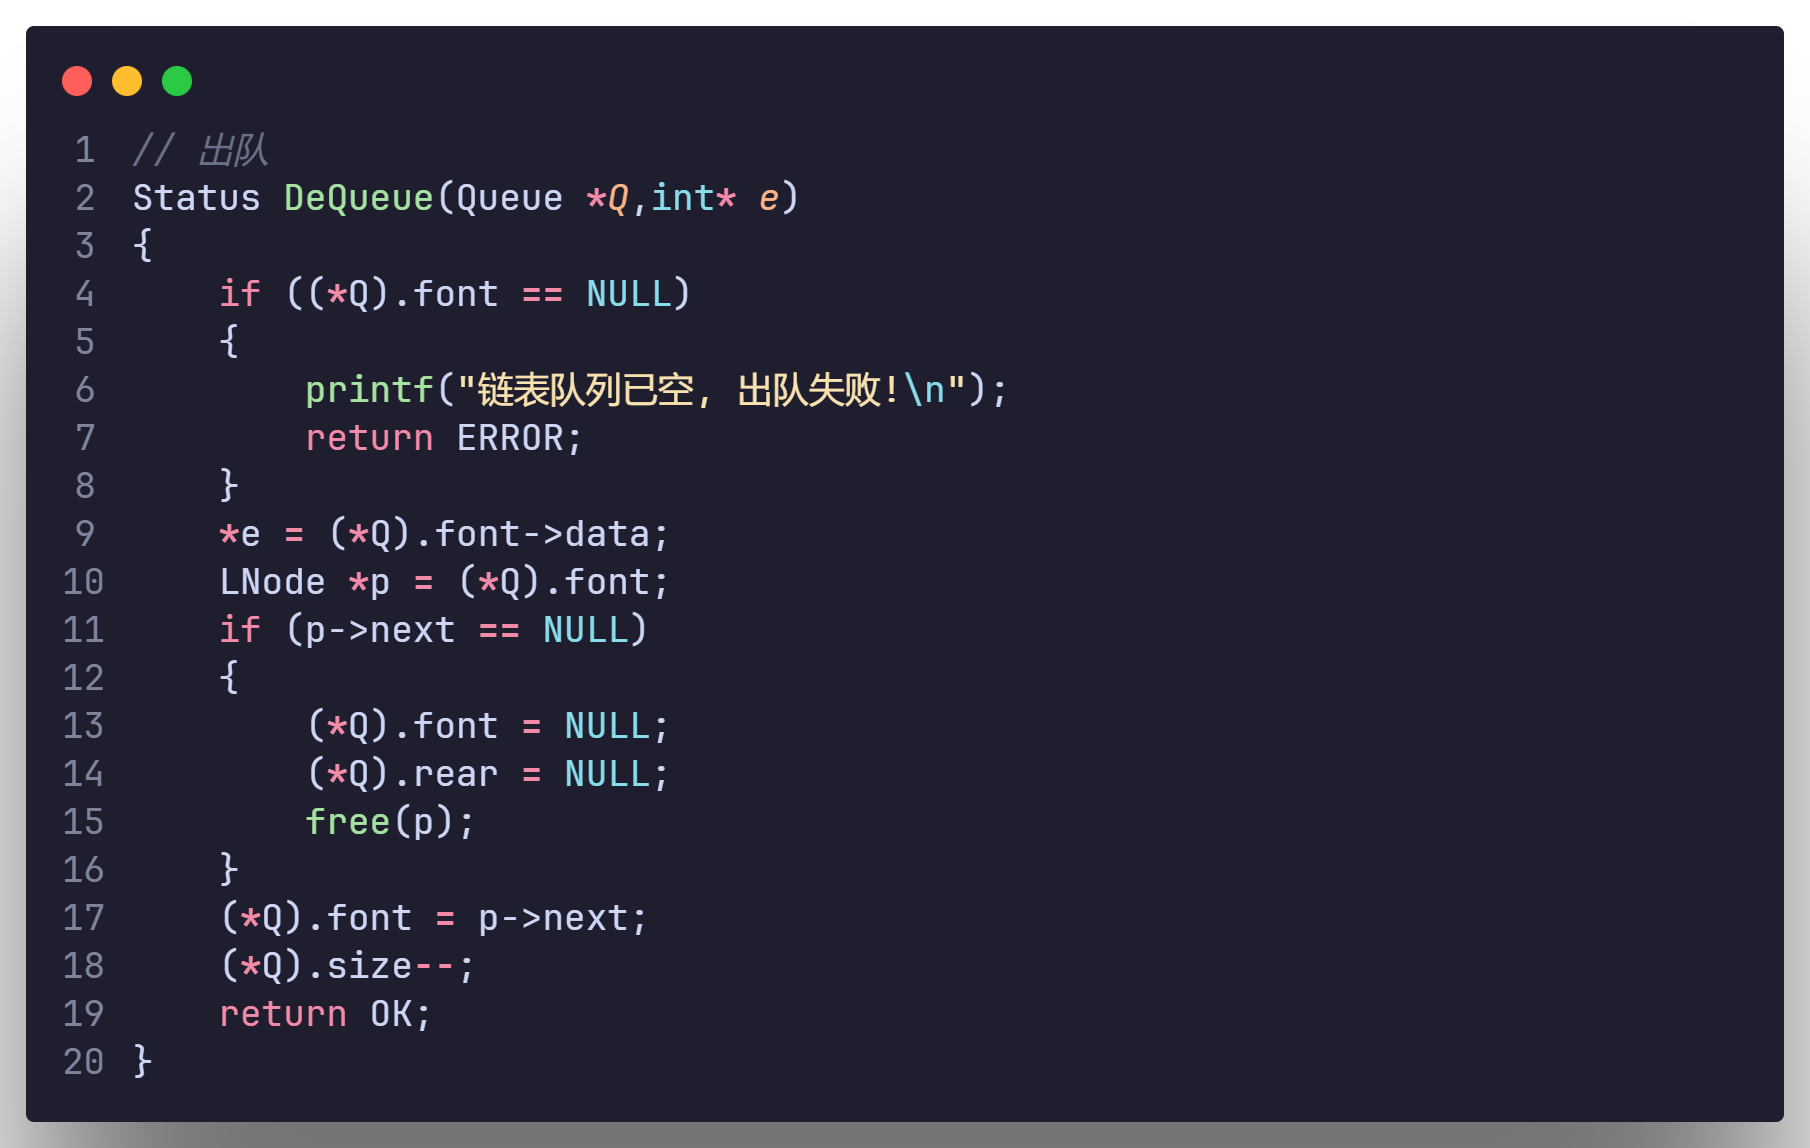 1 // 出队
2 Status DeQueue(Queue *Q,int* e)
3 {
4     if ((*Q).font == NULL)
5     {
6         printf("链表队列已空, 出队失败!\n");
7         return ERROR;
8     }
9     *e = (*Q).font->data;
10     LNode *p = (*Q).font;
11     if (p->next == NULL)
12     {
13         (*Q).font = NULL;
14         (*Q).rear = NULL;
15         free(p);
16     }
17     (*Q).font = p->next;
18     (*Q).size--;
19     return OK;
20 }